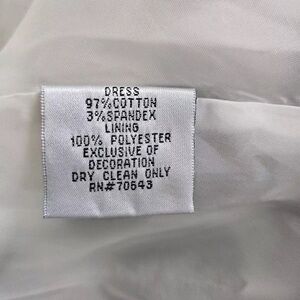 DRESS
97%COTTON
3%SPANDEX
LINING
100% POLYESTER
EXCLUSIVE OF
DECORATION
DRY CLEAN ONLY
RN#70643